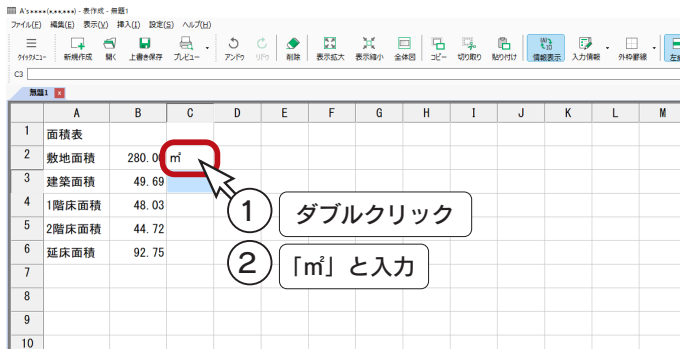 A's****(*,**,***) - 表作成 - 無題1
ファイル(F) 編集(E) 表示(V) 挿入(I) 設定(S) ヘルプ(H)
クイックメニュー 新規作成 開く 上書き保存 プレビュー アンドゥ リドゥ 削除 表示拡大 表示縮小 全体図 コピー 切り取り 貼り付け 情報表示 入力情報 外枠罫線
C3
無題1
A B C D E F G H I J K L M
1 面積表
2 敷地面積 280.00 ㎡
3 建築面積 49.69
4 1階床面積 48.03
5 2階床面積 44.72
6 延床面積 92.75
7
8
9
10
① ダブルクリック
② 「㎡」と入力